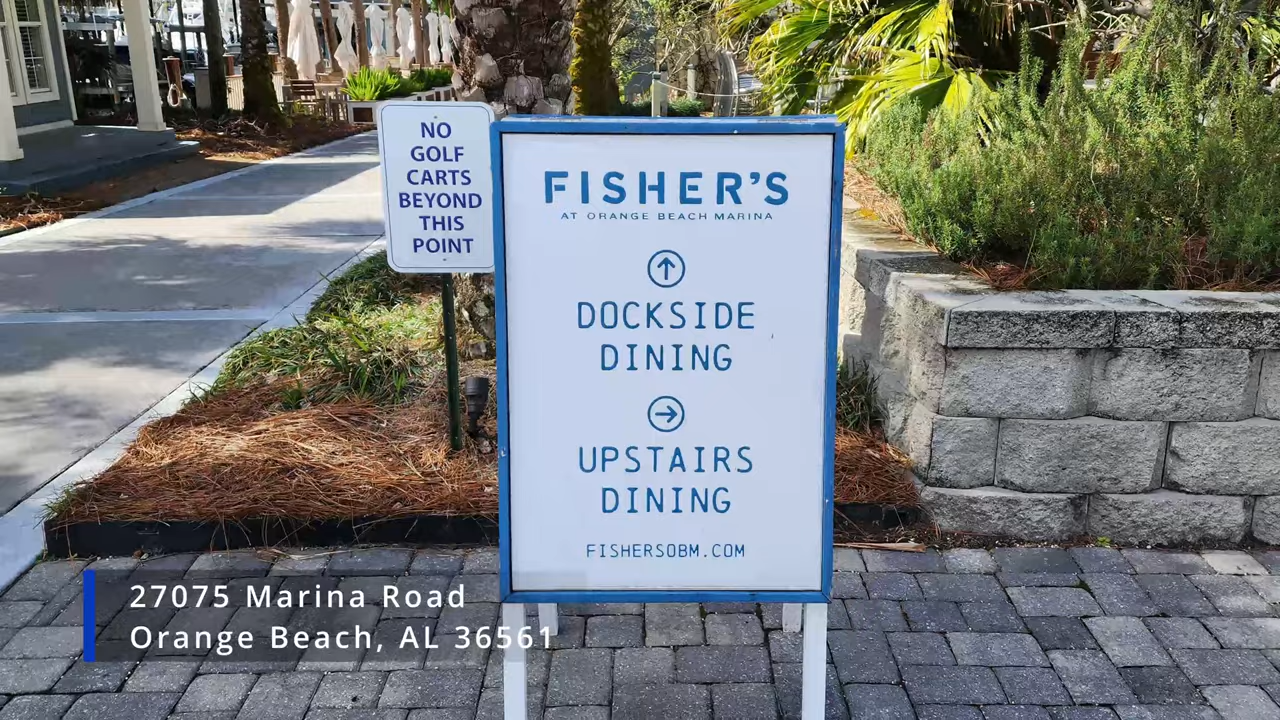 NO
GOLF
CARTS
BEYOND
THIS
POINT
FISHER'S
AT ORANGE BEACH MARINA
DOCKSIDE
DINING
UPSTAIRS
DINING
FISHERSOBM.COM
27075 Marina Road
Orange Beach, AL 36561